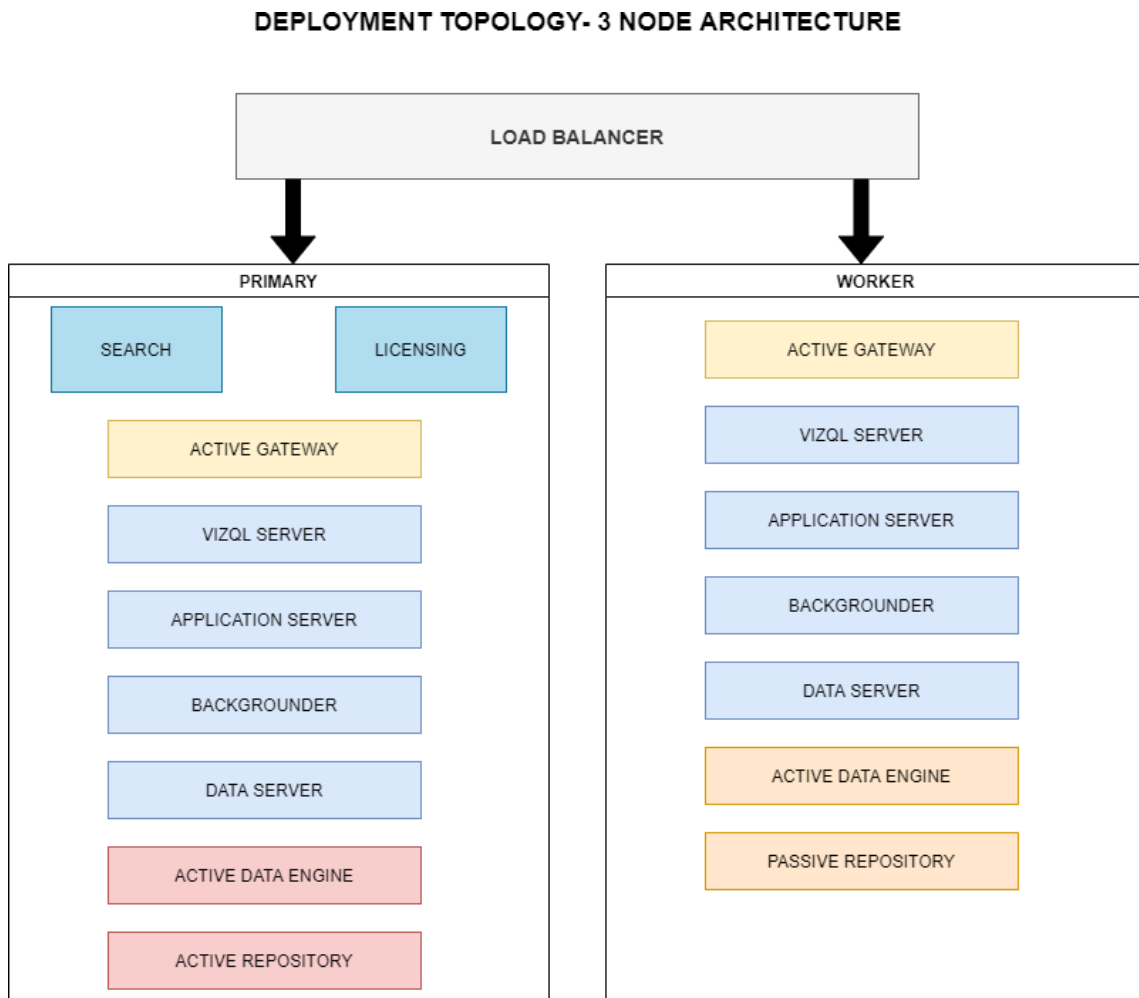 DEPLOYMENT TOPOLOGY- 3 NODE ARCHITECTURE
LOAD BALANCER
PRIMARY
SEARCH
LICENSING
ACTIVE GATEWAY
VIZQL SERVER
APPLICATION SERVER
BACKGROUNDER
DATA SERVER
ACTIVE DATA ENGINE
ACTIVE REPOSITORY
WORKER
ACTIVE GATEWAY
VIZQL SERVER
APPLICATION SERVER
BACKGROUNDER
DATA SERVER
ACTIVE DATA ENGINE
PASSIVE REPOSITORY